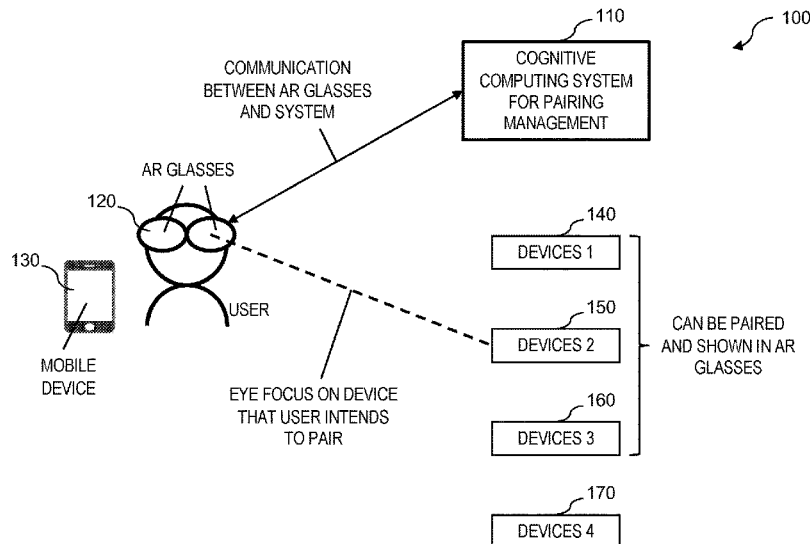 110
100
COGNITIVE
COMPUTING SYSTEM
FOR PAIRING
MANAGEMENT
COMMUNICATION
BETWEEN AR GLASSES
AND SYSTEM
AR GLASSES
120
130
USER
MOBILE
DEVICE
EYE FOCUS ON DEVICE
THAT USER INTENDS
TO PAIR
140
DEVICES 1
150
DEVICES 2
160
DEVICES 3
CAN BE PAIRED
AND SHOWN IN AR
GLASSES
170
DEVICES 4